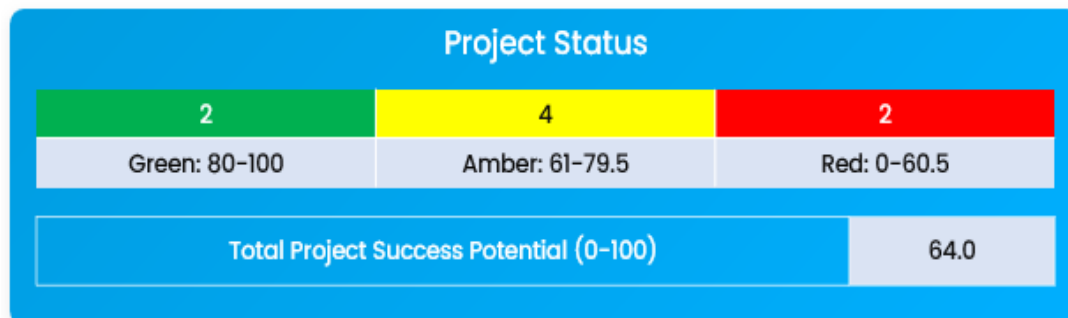 Project Status
2 4 2
Green: 80-100 Amber: 61-79.5 Red: 0-60.5
Total Project Success Potential (0-100) 64.0